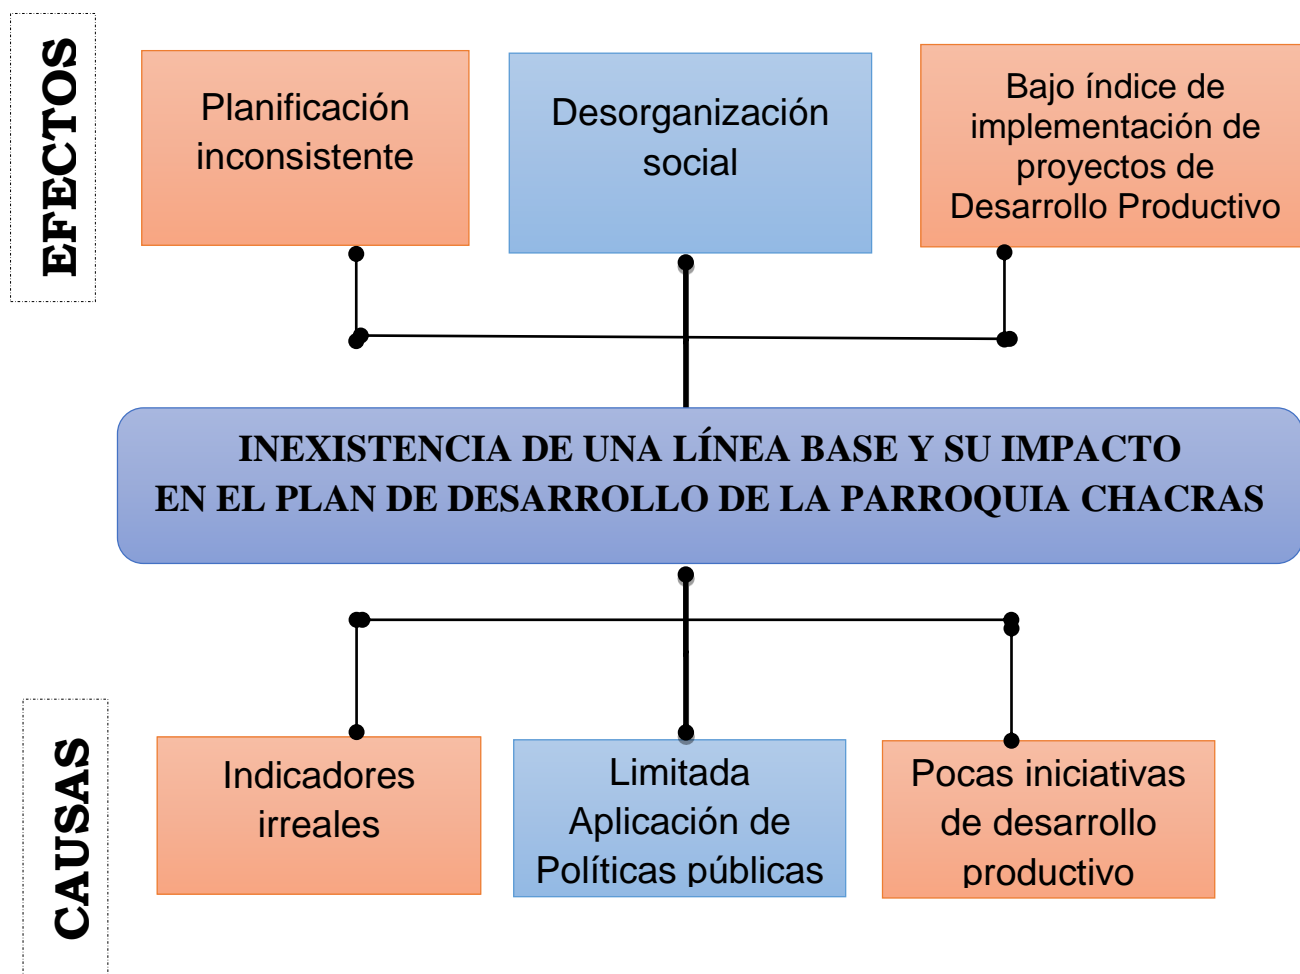 EFECTOS
Planificación
inconsistente
Desorganización
social
Bajo índice de
implementación de
proyectos de
Desarrollo Productivo
INEXISTENCIA DE UNA LÍNEA BASE Y SU IMPACTO
EN EL PLAN DE DESARROLLO DE LA PARROQUIA CHACRAS
CAUSAS
Indicadores
irreales
Limitada
Aplicación de
Políticas públicas
Pocas iniciativas
de desarrollo
productivo